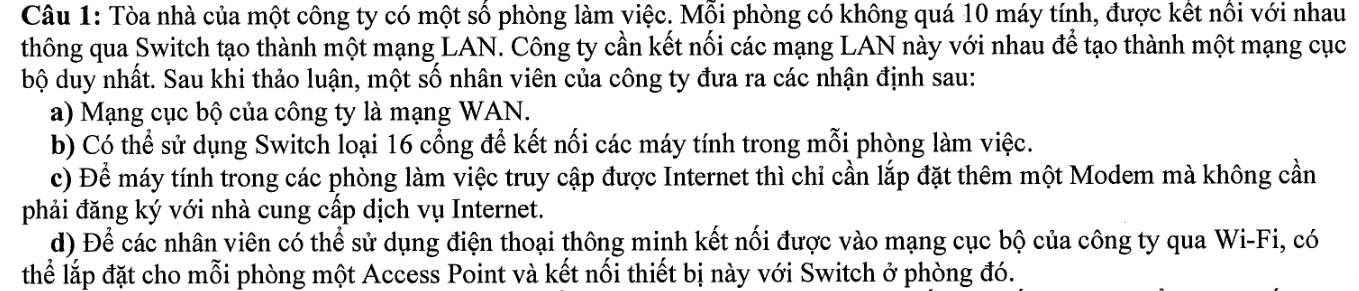 Câu 1: Tòa nhà của một công ty có một số phòng làm việc. Mỗi phòng có không quá 10 máy tính, được kết nối với nhau
thông qua Switch tạo thành một mạng LAN. Công ty cần kết nối các mạng LAN này với nhau để tạo thành một mạng cục
bộ duy nhất. Sau khi thảo luận, một số nhân viên của công ty đưa ra các nhận định sau:
a) Mạng cục bộ của công ty là mạng WAN.
b) Có thể sử dụng Switch loại 16 cổng để kết nối các máy tính trong mỗi phòng làm việc.
c) Để máy tính trong các phòng làm việc truy cập được Internet thì chỉ cần lắp đặt thêm một Modem mà không cần
phải đăng ký với nhà cung cấp dịch vụ Internet.
d) Để các nhân viên có thể sử dụng điện thoại thông minh kết nối được vào mạng cục bộ của công ty qua Wi-Fi, có
thể lắp đặt cho mỗi phòng một Access Point và kết nối thiết bị này với Switch ở phòng đó.